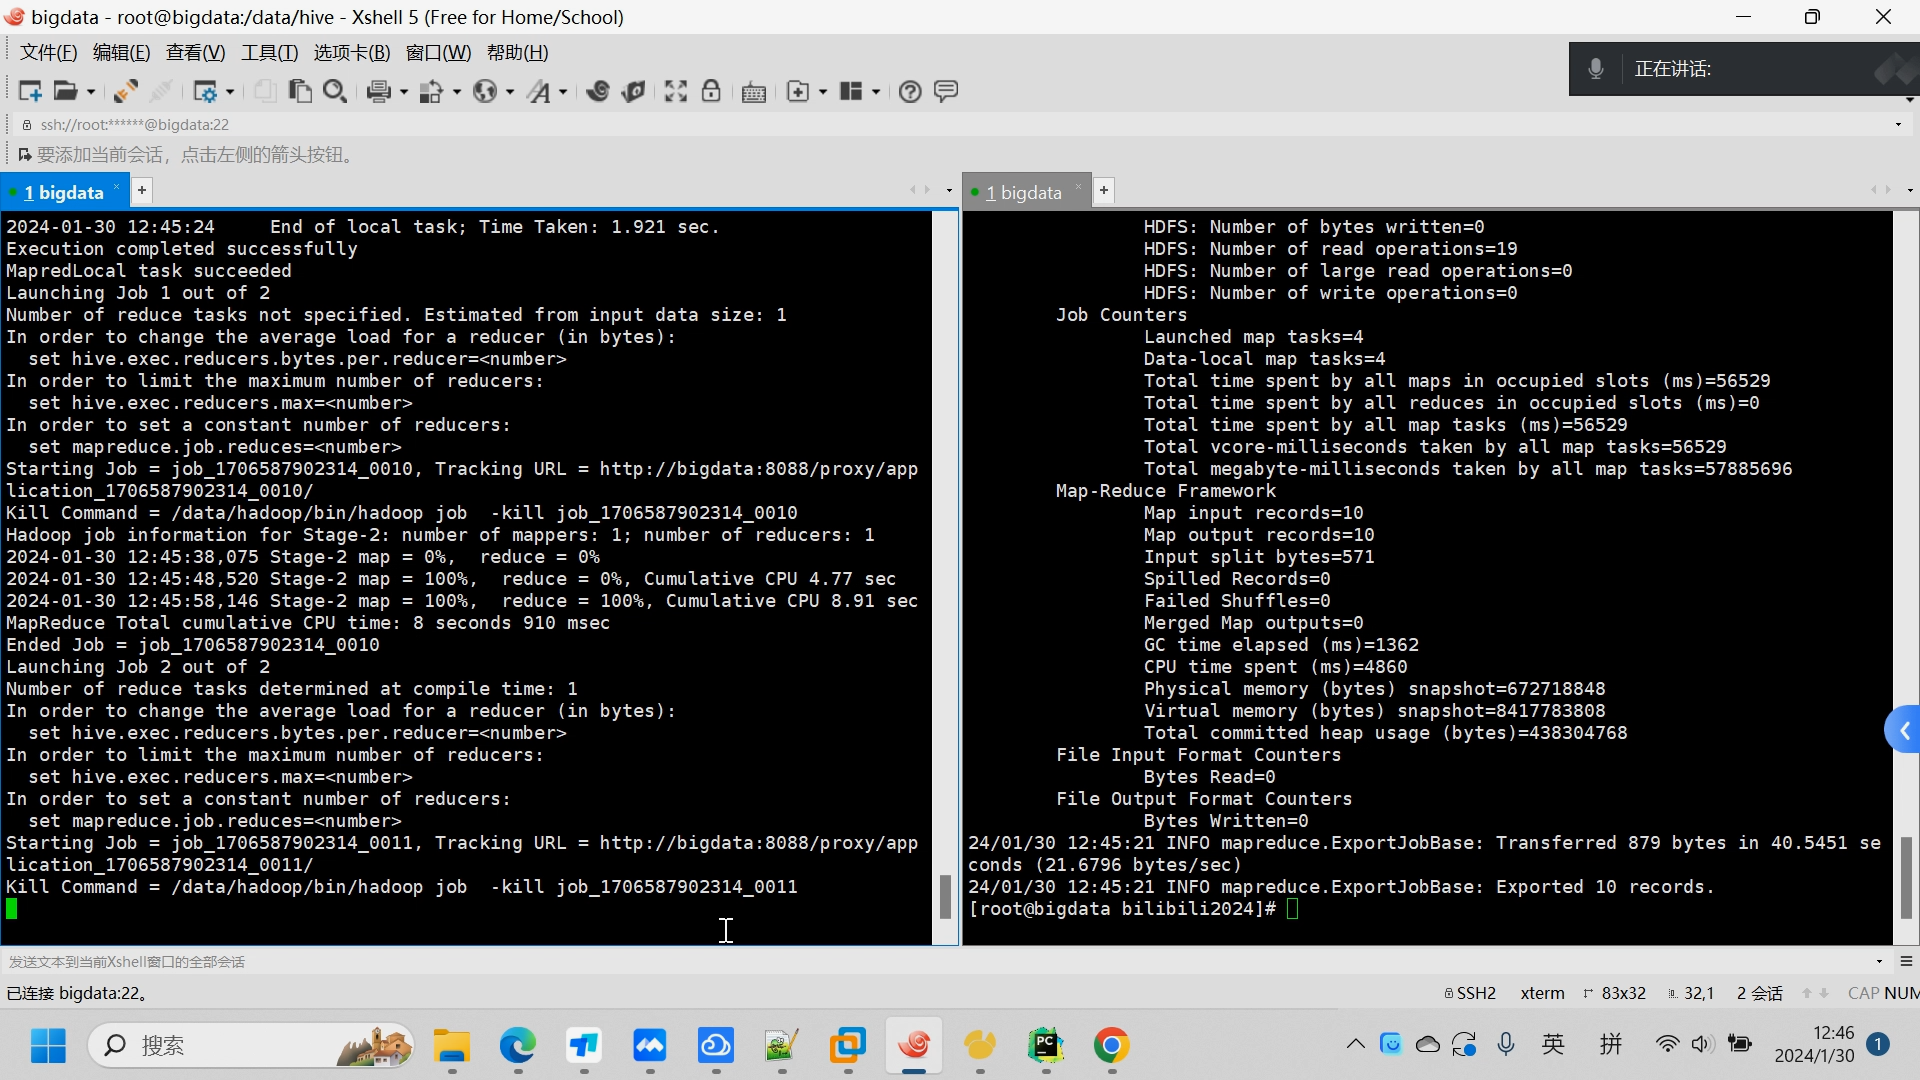 bigdata - root@bigdata:/data/hive - Xshell 5 (Free for Home/School)
文件(F) 编辑(E) 查看(V) 工具(T) 选项卡(B) 窗口(W) 帮助(H)
正在讲话:
ssh://root:******@bigdata:22
要添加当前会话，点击左侧的箭头按钮。
1 bigdata
2024-01-30 12:45:24     End of local task; Time Taken: 1.921 sec.
Execution completed successfully
MapredLocal task succeeded
Launching Job 1 out of 2
Number of reduce tasks not specified. Estimated from input data size: 1
In order to change the average load for a reducer (in bytes):
  set hive.exec.reducers.bytes.per.reducer=<number>
In order to limit the maximum number of reducers:
  set hive.exec.reducers.max=<number>
In order to set a constant number of reducers:
  set mapreduce.job.reduces=<number>
Starting Job = job_1706587902314_0010, Tracking URL = http://bigdata:8088/proxy/app
lication_1706587902314_0010/
Kill Command = /data/hadoop/bin/hadoop job  -kill job_1706587902314_0010
Hadoop job information for Stage-2: number of mappers: 1; number of reducers: 1
2024-01-30 12:45:38,075 Stage-2 map = 0%,  reduce = 0%
2024-01-30 12:45:48,520 Stage-2 map = 100%,  reduce = 0%, Cumulative CPU 4.77 sec
2024-01-30 12:45:58,146 Stage-2 map = 100%,  reduce = 100%, Cumulative CPU 8.91 sec
MapReduce Total cumulative CPU time: 8 seconds 910 msec
Ended Job = job_1706587902314_0010
Launching Job 2 out of 2
Number of reduce tasks determined at compile time: 1
In order to change the average load for a reducer (in bytes):
  set hive.exec.reducers.bytes.per.reducer=<number>
In order to limit the maximum number of reducers:
  set hive.exec.reducers.max=<number>
In order to set a constant number of reducers:
  set mapreduce.job.reduces=<number>
Starting Job = job_1706587902314_0011, Tracking URL = http://bigdata:8088/proxy/app
lication_1706587902314_0011/
Kill Command = /data/hadoop/bin/hadoop job  -kill job_1706587902314_0011
1 bigdata
HDFS: Number of bytes written=0
HDFS: Number of read operations=19
HDFS: Number of large read operations=0
HDFS: Number of write operations=0
Job Counters
Launched map tasks=4
Data-local map tasks=4
Total time spent by all maps in occupied slots (ms)=56529
Total time spent by all reduces in occupied slots (ms)=0
Total time spent by all map tasks (ms)=56529
Total vcore-milliseconds taken by all map tasks=56529
Total megabyte-milliseconds taken by all map tasks=57885696
Map-Reduce Framework
Map input records=10
Map output records=10
Input split bytes=571
Spilled Records=0
Failed Shuffles=0
Merged Map outputs=0
GC time elapsed (ms)=1362
CPU time spent (ms)=4860
Physical memory (bytes) snapshot=672718848
Virtual memory (bytes) snapshot=8417783808
Total committed heap usage (bytes)=438304768
File Input Format Counters
Bytes Read=0
File Output Format Counters
Bytes Written=0
24/01/30 12:45:21 INFO mapreduce.ExportJobBase: Transferred 879 bytes in 40.5451 se
conds (21.6796 bytes/sec)
24/01/30 12:45:21 INFO mapreduce.ExportJobBase: Exported 10 records.
[root@bigdata bilibili2024]#
发送文本到当前Xshell窗口的全部会话
已连接 bigdata:22。 SSH2 xterm 83x32 32,1 2 会话 CAP NUM
搜索 PC 英 拼 12:46 1
2024/1/30